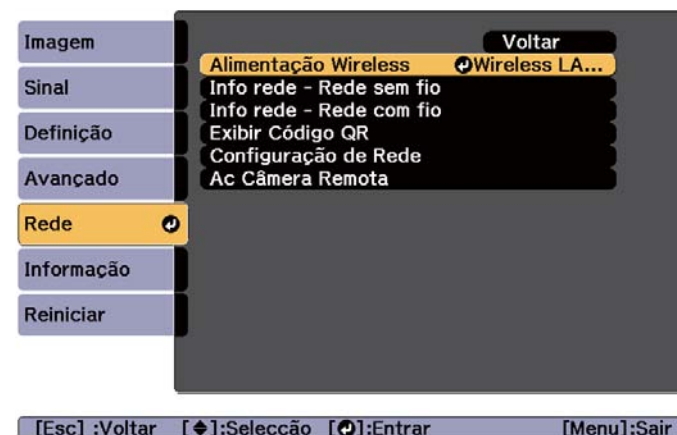 Imagem
Sinal
Definição
Avançado
Rede
Informação
Reiniciar
Voltar
Alimentação Wireless Wireless LA...
Info rede - Rede sem fio
Info rede - Rede com fio
Exibir Código QR
Configuração de Rede
Ac Câmera Remota
[Esc] :Voltar [◆]:Selecção [↵]:Entrar [Menu]:Sair